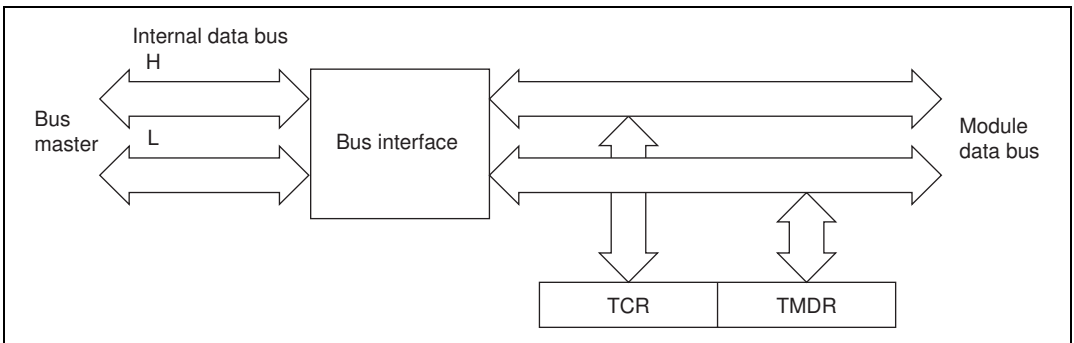 Internal data bus
H
Bus
master
L
Bus interface
Module
data bus
TCR
TMDR